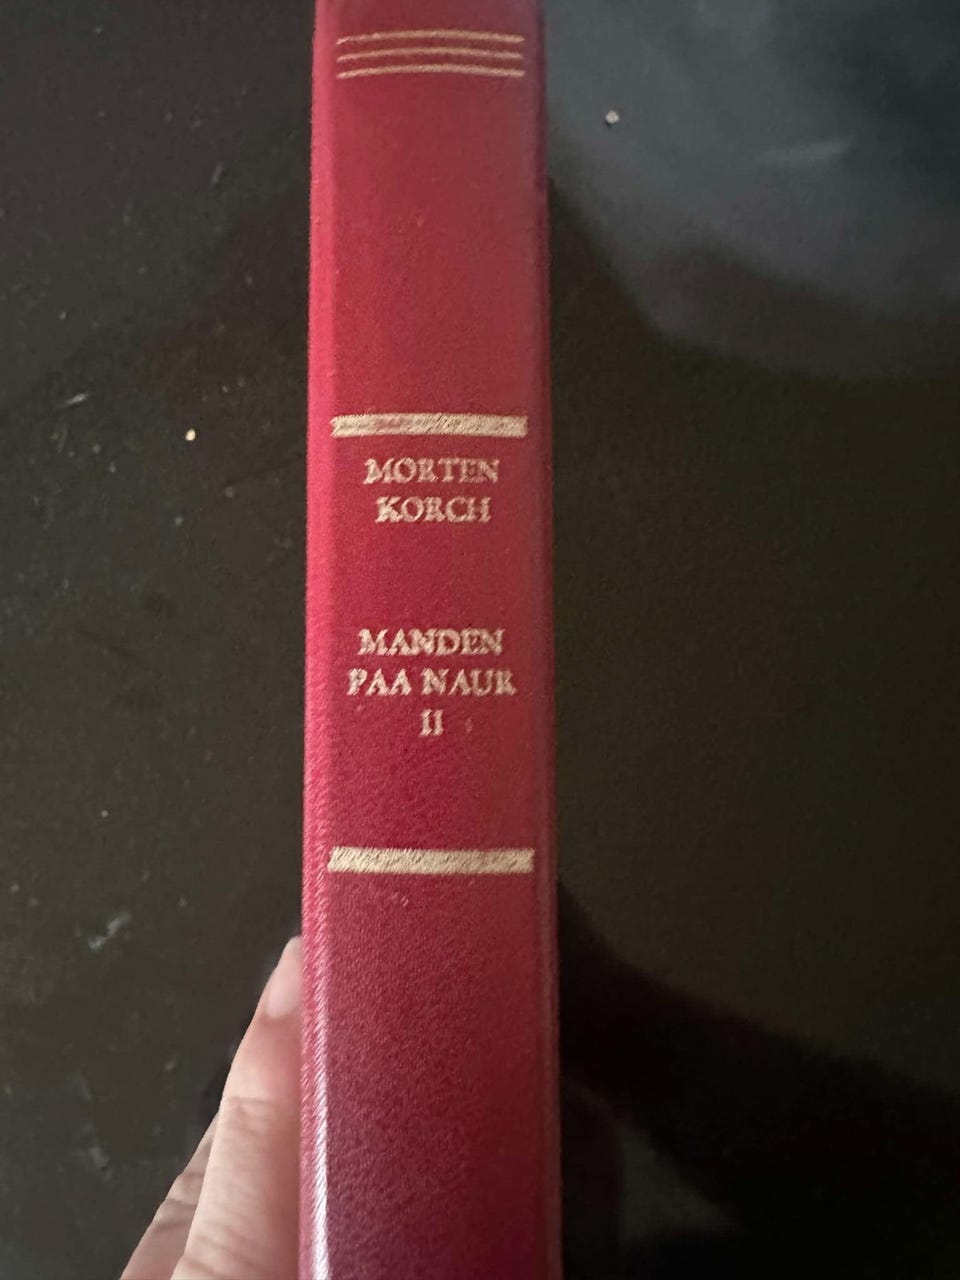 MORTEN
KORCH
MANDEN
PAA NAUR
II